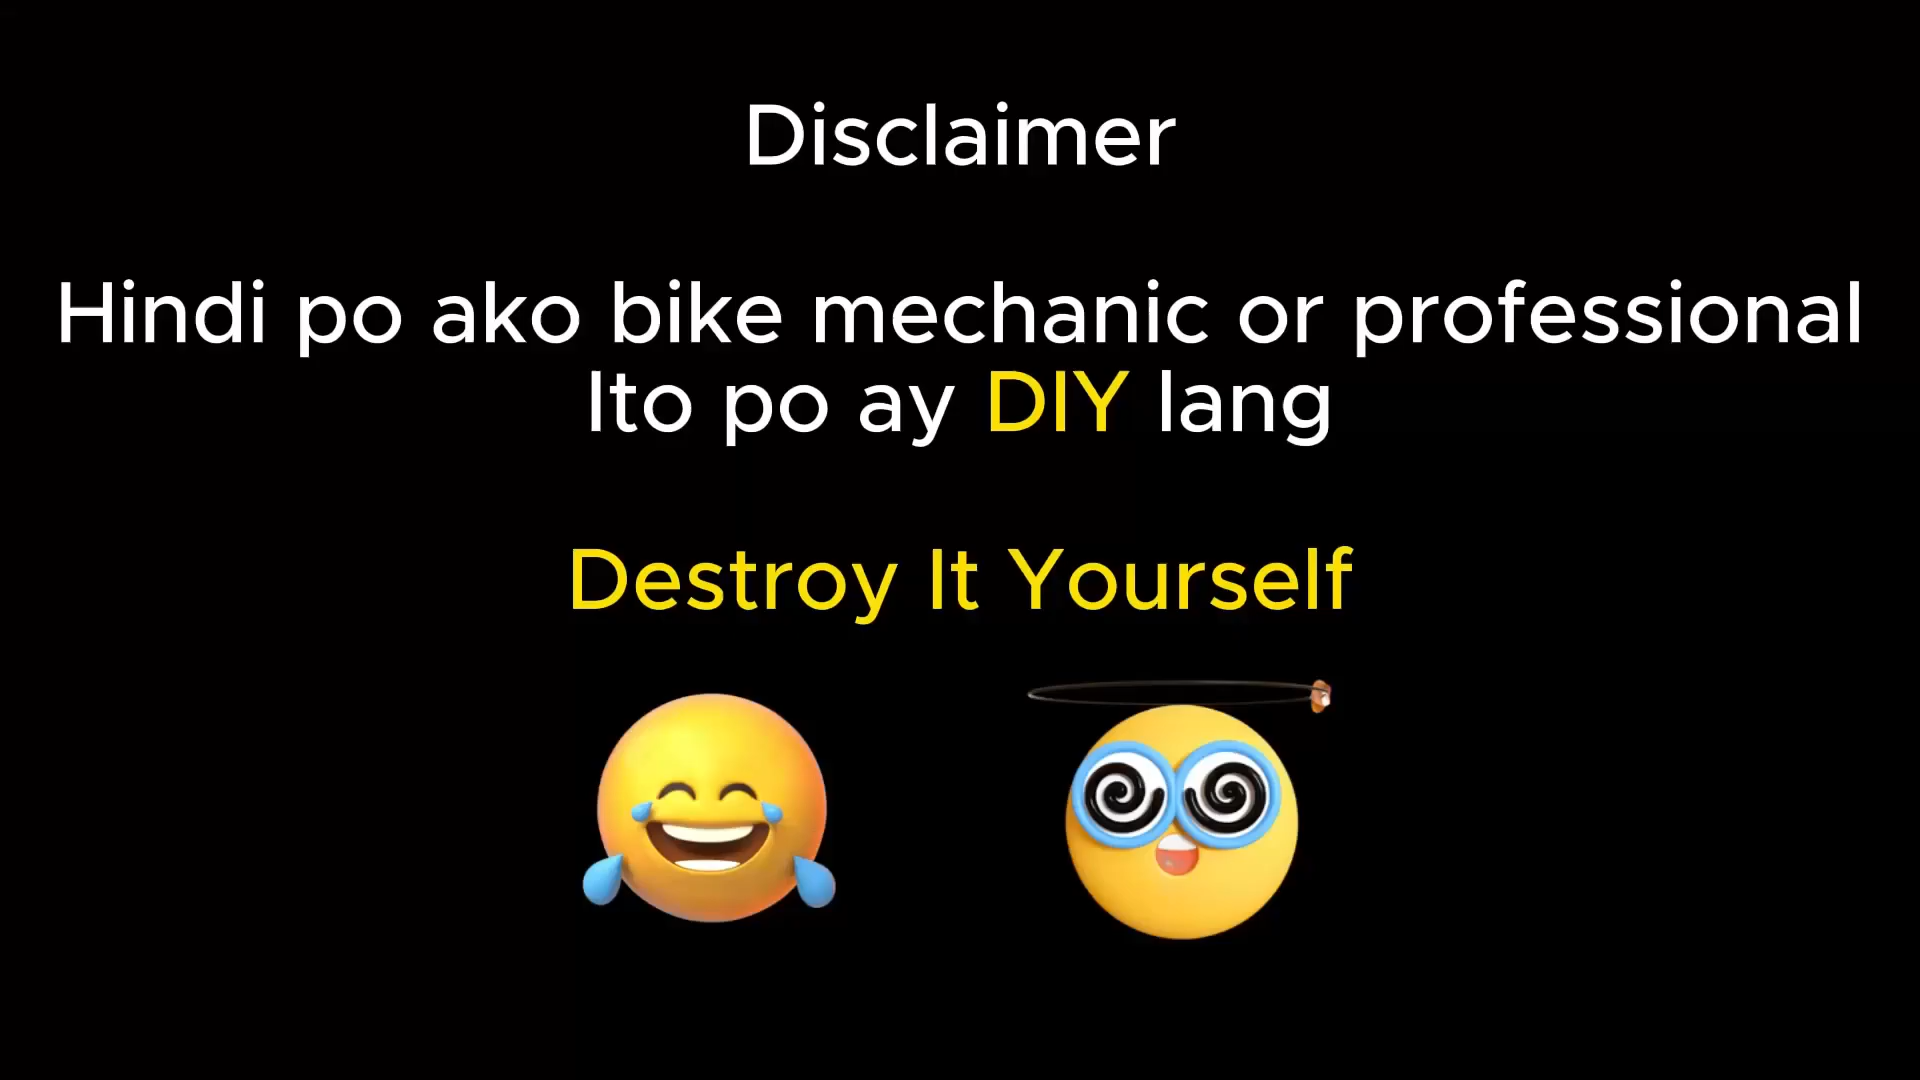 Disclaimer
Hindi po ako bike mechanic or professional
Ito po ay DIY lang
Destroy It Yourself